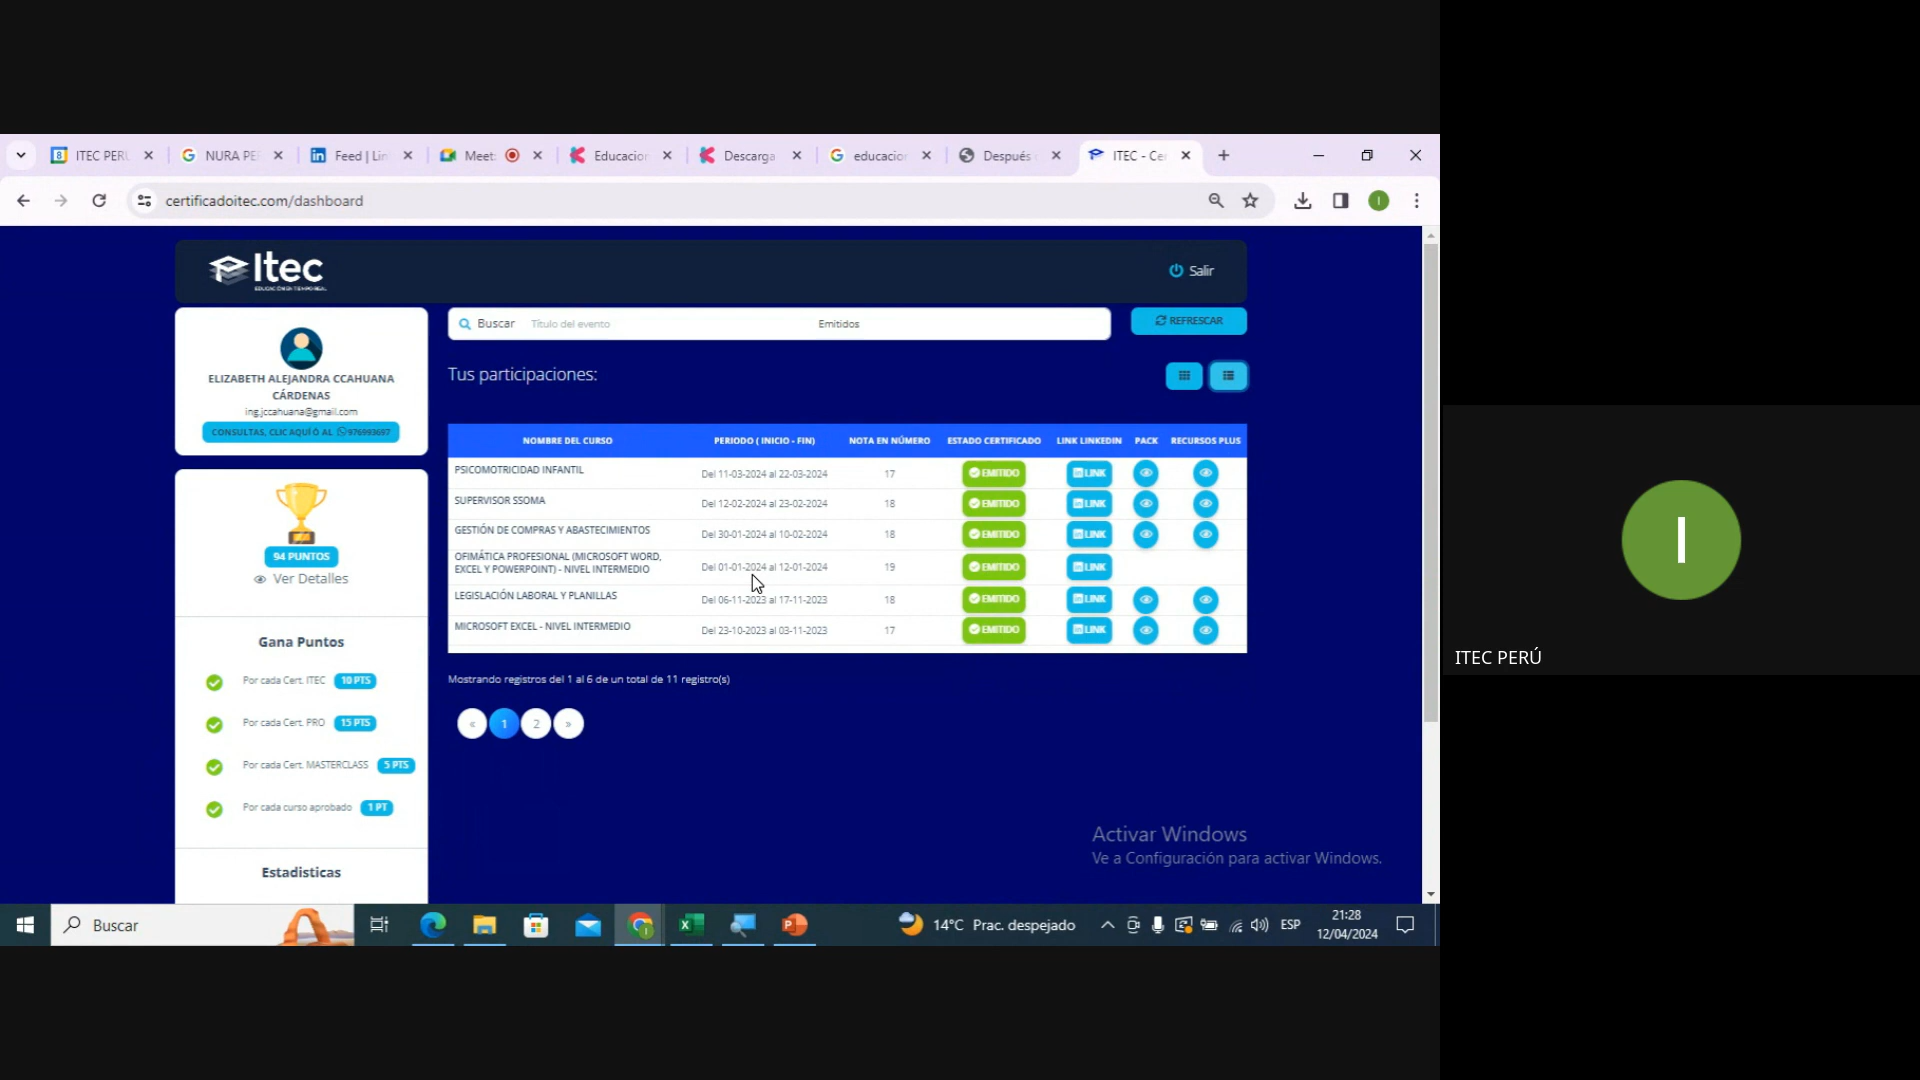 8 ITEC PERÚ
NURA PE
Feed | Lin
Meet:
Educacion
Descarga
educacion
Después
ITEC - Ce
certificadoitec.com/dashboard
I
Itec
Salir
Buscar Título del evento Emitidos
REFRESCAR
ELIZABETH ALEJANDRA CCAHUANA
CÁRDENAS
ing.jccahuana@gmail.com
CONSULTAS, CLIC AQUÍ Ó AL 976993697
Tus participaciones:
NOMBRE DEL CURSO PERIODO ( INICIO - FIN) NOTA EN NÚMERO ESTADO CERTIFICADO LINK LINKEDIN PACK RECURSOS PLUS
PSICOMOTRICIDAD INFANTIL Del 11-03-2024 al 22-03-2024 17 EMITIDO LINK
SUPERVISOR SSOMA Del 12-02-2024 al 23-02-2024 18 EMITIDO LINK
GESTIÓN DE COMPRAS Y ABASTECIMIENTOS Del 30-01-2024 al 10-02-2024 18 EMITIDO LINK
OFIMÁTICA PROFESIONAL (MICROSOFT WORD,
EXCEL Y POWERPOINT) - NIVEL INTERMEDIO Del 01-01-2024 al 12-01-2024 19 EMITIDO LINK
LEGISLACIÓN LABORAL Y PLANILLAS Del 06-11-2023 al 17-11-2023 18 EMITIDO LINK
MICROSOFT EXCEL - NIVEL INTERMEDIO Del 23-10-2023 al 03-11-2023 17 EMITIDO LINK
Mostrando registros del 1 al 6 de un total de 11 registro(s)
« 1 2 »
94 PUNTOS
Ver Detalles
Gana Puntos
Por cada Cert. ITEC 10 PTS
Por cada Cert. PRO 15 PTS
Por cada Cert. MASTERCLASS 5 PTS
Por cada curso aprobado 1 PT
Estadisticas
Activar Windows
Ve a Configuración para activar Windows.
Buscar
14°C Prac. despejado
ESP
21:28
12/04/2024
I
ITEC PERÚ